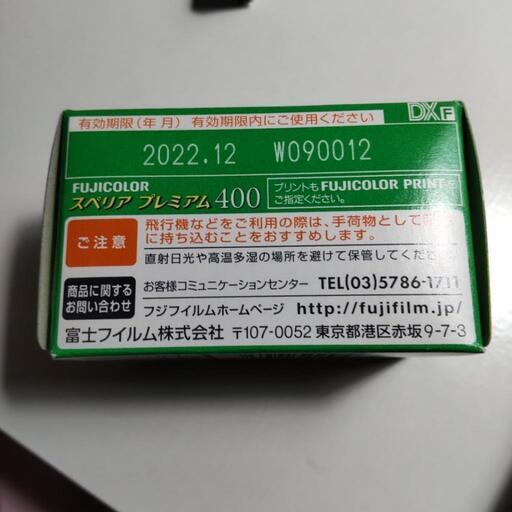 有効期限(年月) 有効期限内にご使用ください
DX F
2022.12 W090012
FUJICOLOR
スペリア プレミアム 400
プリントも FUJICOLOR PRINT を
ご指定ください。
ご注意
飛行機などをご利用の際は、手荷物として
に持ち込むことをおすすめします。
直射日光や高温多湿の場所を避けて保管してくだ
商品に関する
お問い合わせ
お客様コミュニケーションセンター TEL(03)5786-1711
フジフイルムホームページ http://fujifilm.jp/
富士フイルム株式会社 〒107-0052 東京都港区赤坂9-7-3